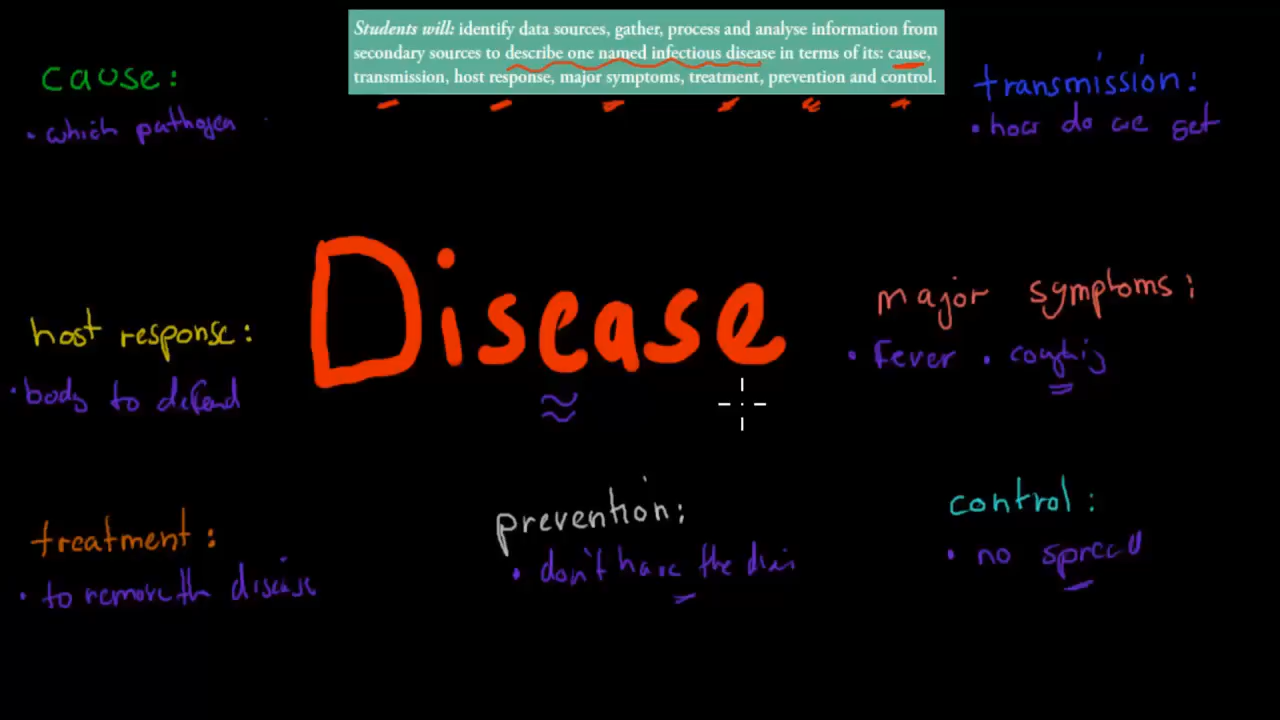 Students will: identify data sources, gather, process and analyse information from
secondary sources to describe one named infectious disease in terms of its: cause,
transmission, host response, major symptoms, treatment, prevention and control.
cause:
• which pathogen
transmission:
• how do we get
Disease
host response:
• body to defend
major symptoms:
• Fever • coughing
treatment:
• to remove the disease
prevention:
• don't have the
control:
• no spread